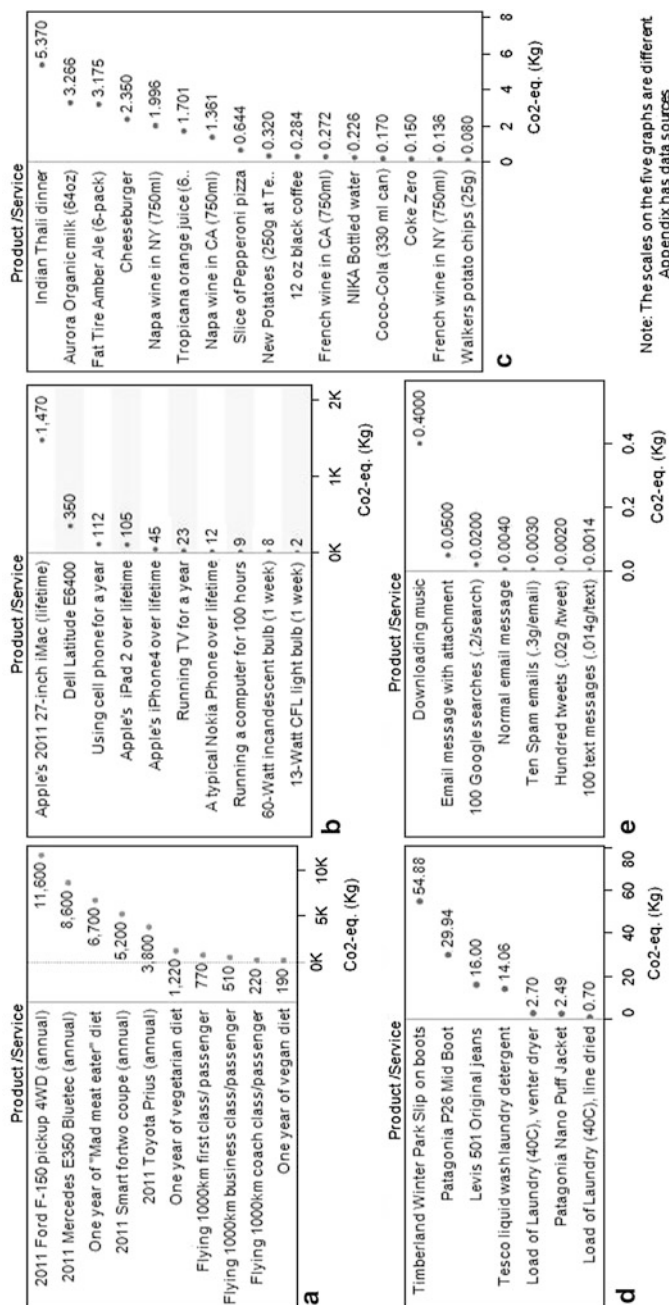 Product /Service
2011 Ford F-150 pickup 4WD (annual) 11,600
2011 Mercedes E350 Bluetec (annual) 8,600
One year of "Mad meat eater" diet 6,700
2011 Smart fortwo coupe (annual) 5,200
2011 Toyota Prius (annual) 3,800
One year of vegetarian diet 1,220
Flying 1000km first class/ passenger 770
Flying 1000km business class/passenger 510
Flying 1000km coach class/passenger 220
One year of vegan diet 190
0K 5K 10K
Co2-eq. (Kg)
a
Product /Service
Apple's 2011 27-inch iMac (lifetime) 1,470
Dell Latitude E6400 350
Using cell phone for a year 112
Apple's iPad 2 over lifetime 105
Apple's iPhone4 over lifetime 45
Running TV for a year 23
A typical Nokia Phone over lifetime 12
Running a computer for 100 hours 9
60-Watt incandescent bulb (1 week) 8
13-Watt CFL light bulb (1 week) 2
0K 1K 2K
Co2-eq. (Kg)
b
Product /Service
Indian Thali dinner 5.370
Aurora Organic milk (64oz) 3.266
Fat Tire Amber Ale (6-pack) 3.175
Cheeseburger 2.350
Napa wine in NY (750ml) 1.996
Tropicana orange juice (6.. 1.701
Napa wine in CA (750ml) 1.361
Slice of Pepperoni pizza 0.644
New Potatoes (250g at Te.. 0.320
12 oz black coffee 0.284
French wine in CA (750ml) 0.272
NIKA Bottled water 0.226
Coco-Cola (330 ml can) 0.170
Coke Zero 0.150
French wine in NY (750ml) 0.136
Walkers potato chips (25g) 0.080
0 2 4 6 8
Co2-eq. (Kg)
c
Product /Service
Timberland Winter Park Slip on boots 54.88
Patagonia P26 Mid Boot 29.94
Levis 501 Original jeans 16.00
Tesco liquid wash laundry detergent 14.06
Load of Laundry (40C), venter dryer 2.70
Patagonia Nano Puff Jacket 2.49
Load of Laundry (40C), line dried 0.70
0 20 40 60 80
Co2-eq. (Kg)
d
Product /Service
Downloading music 0.4000
Email message with attachment 0.0500
100 Google searches (.2/search) 0.0200
Normal email message 0.0040
Ten Spam emails (.3g/email) 0.0030
Hundred tweets (.02g /tweet) 0.0020
100 text messages (.014g/text) 0.0014
0.0 0.2 0.4
Co2-eq. (Kg)
e
Note: The scales on the five graphs are different
Appendix has data sources